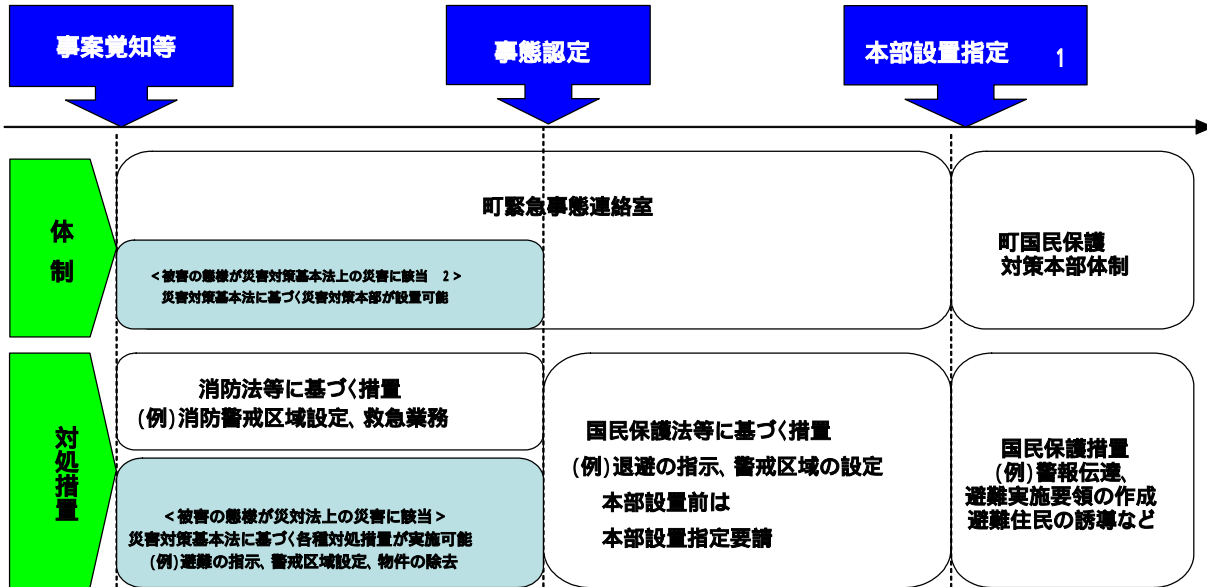 事案覚知等
事態認定
本部設置指定 1
体制
町緊急事態連絡室
<被害の態様が災害対策基本法上の災害に該当 2>
災害対策基本法に基づく災害対策本部が設置可能
町国民保護
対策本部体制
対処措置
消防法等に基づく措置
(例)消防警戒区域設定、救急業務
<被害の態様が災対法上の災害に該当>
災害対策基本法に基づく各種対処措置が実施可能
(例)避難の指示、警戒区域設定、物件の除去
国民保護法等に基づく措置
(例)退避の指示、警戒区域の設定
本部設置前は
本部設置指定要請
国民保護措置
(例)警報伝達、
避難実施要領の作成
避難住民の誘導など